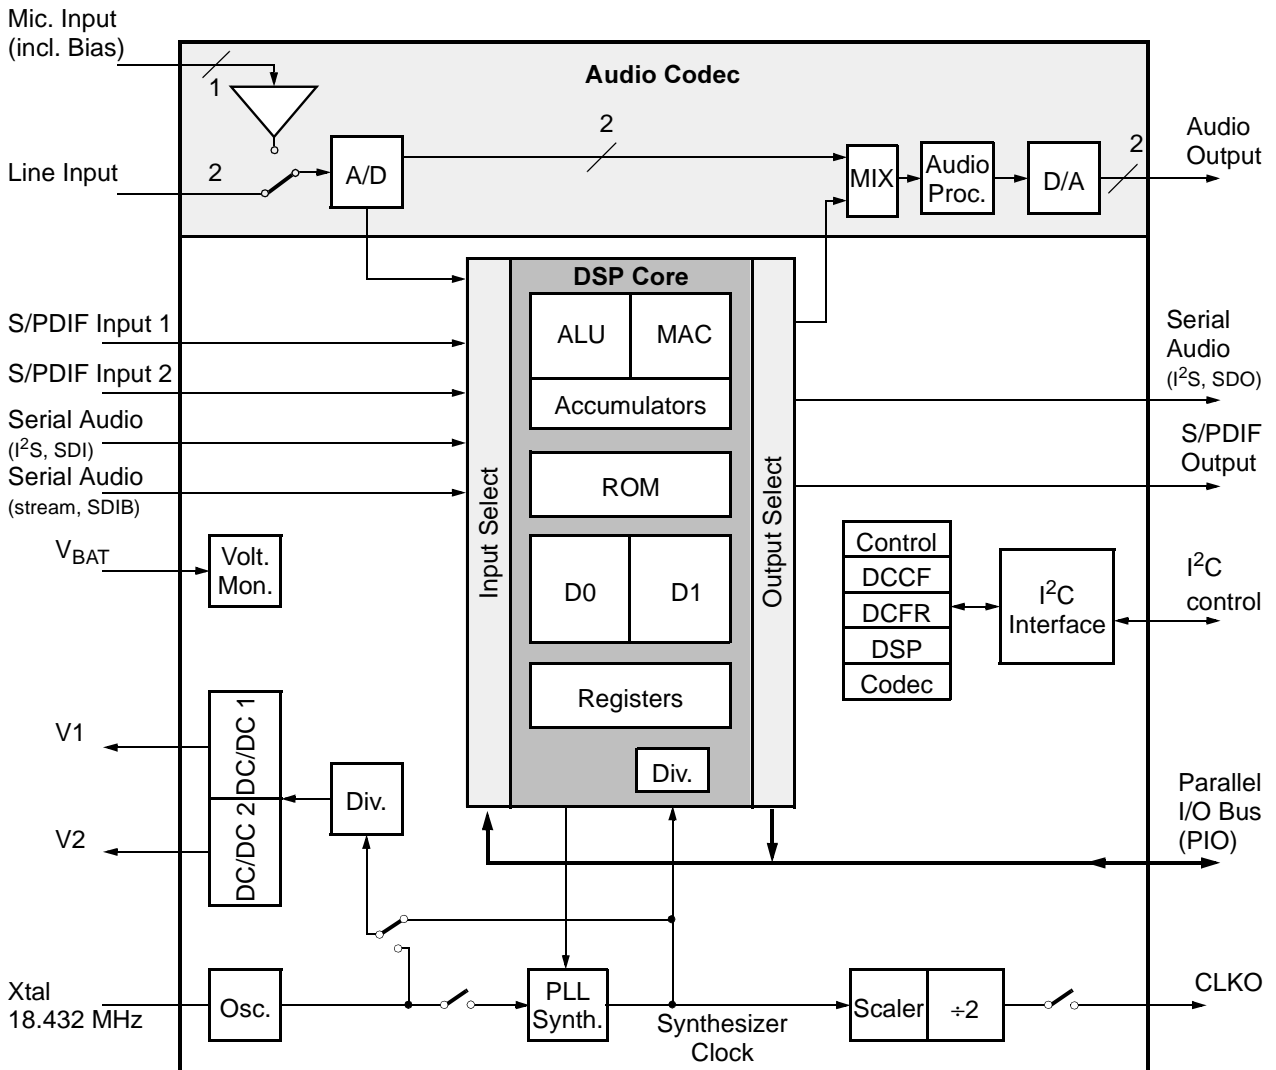 Mic. Input
(incl. Bias)
1
Audio Codec
Line Input
2
A/D
2
MIX
Audio
Proc.
D/A
2
Audio
Output
S/PDIF Input 1
S/PDIF Input 2
Serial Audio
(I²S, SDI)
Serial Audio
(stream, SDIB)
Input Select
DSP Core
ALU
MAC
Accumulators
ROM
D0
D1
Registers
Div.
Output Select
Serial
Audio
(I²S, SDO)
S/PDIF
Output
V_BAT
Volt.
Mon.
Control
DCCF
DCFR
DSP
Codec
I²C
Interface
I²C
control
V1
V2
DC/DC 1
DC/DC 2
Div.
Parallel
I/O Bus
(PIO)
Xtal
18.432 MHz
Osc.
PLL
Synth.
Synthesizer
Clock
Scaler
÷2
CLKO